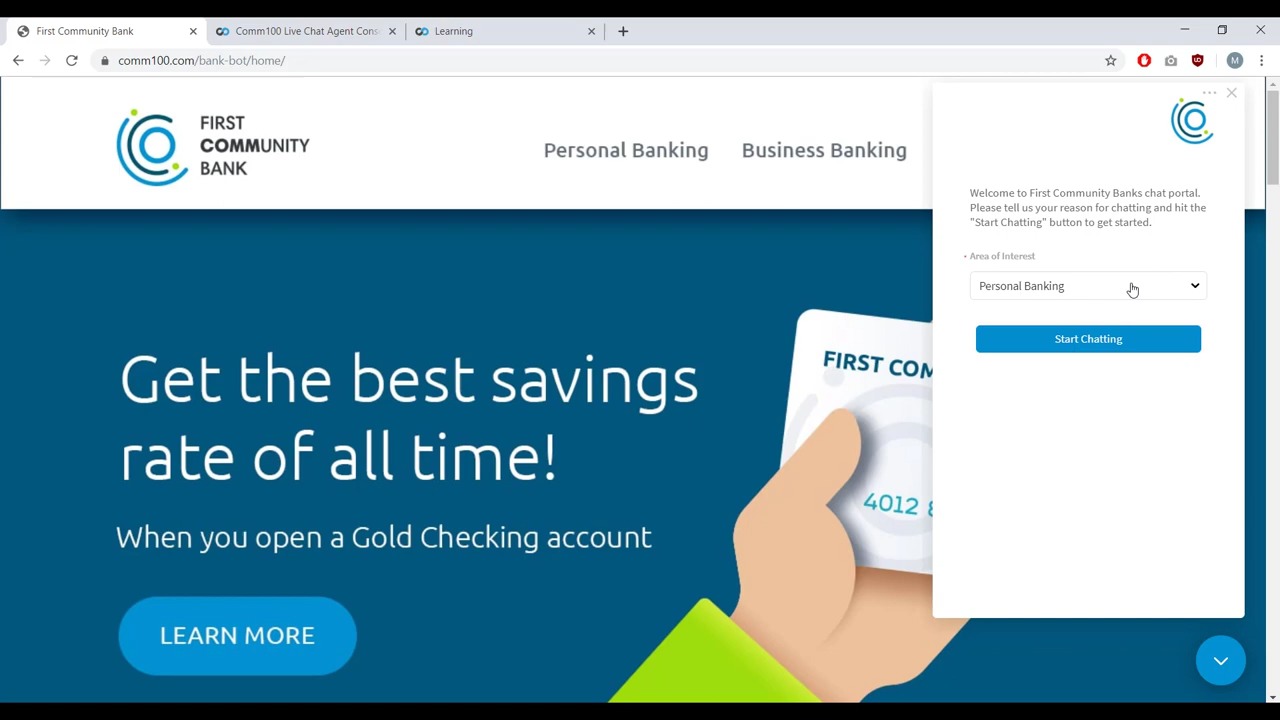 First Community Bank
Comm100 Live Chat Agent Cons
Learning
comm100.com/bank-bot/home/
M
FIRST
COMMUNITY
BANK
Personal Banking
Business Banking
Get the best savings
rate of all time!
When you open a Gold Checking account
LEARN MORE
FIRST COM
4012 8
Welcome to First Community Banks chat portal.
Please tell us your reason for chatting and hit the
"Start Chatting" button to get started.
Area of Interest
Personal Banking
Start Chatting